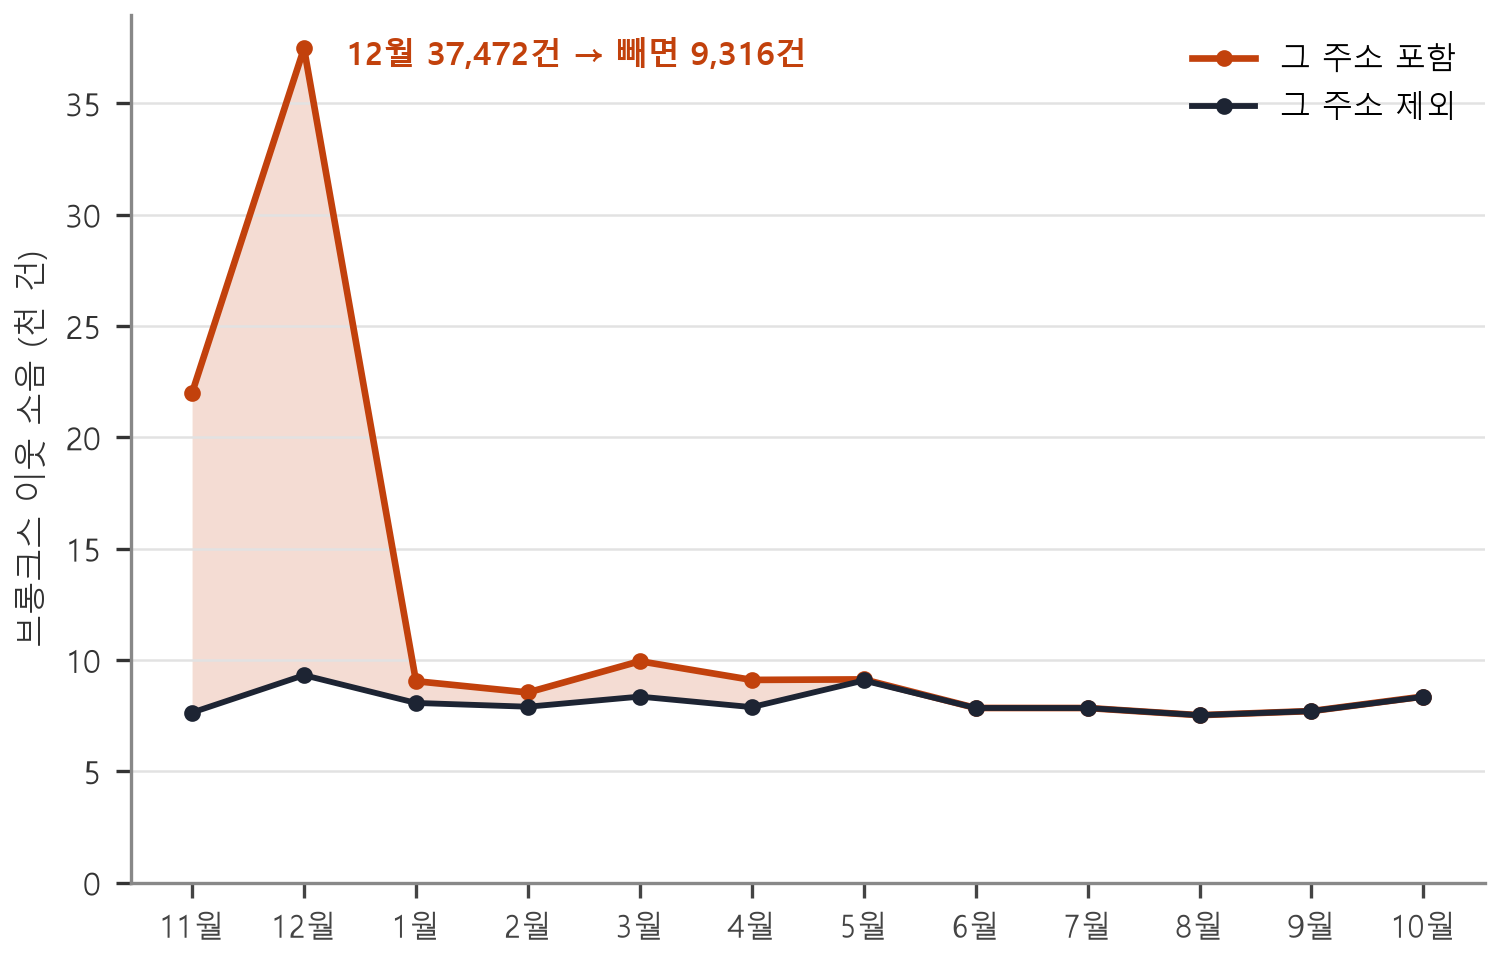 12월 37,472건 → 빼면 9,316건
그 주소 포함
그 주소 제외
브롱크스 이웃 소음 (천 건)
35
30
25
20
15
10
5
0
11월 12월 1월 2월 3월 4월 5월 6월 7월 8월 9월 10월